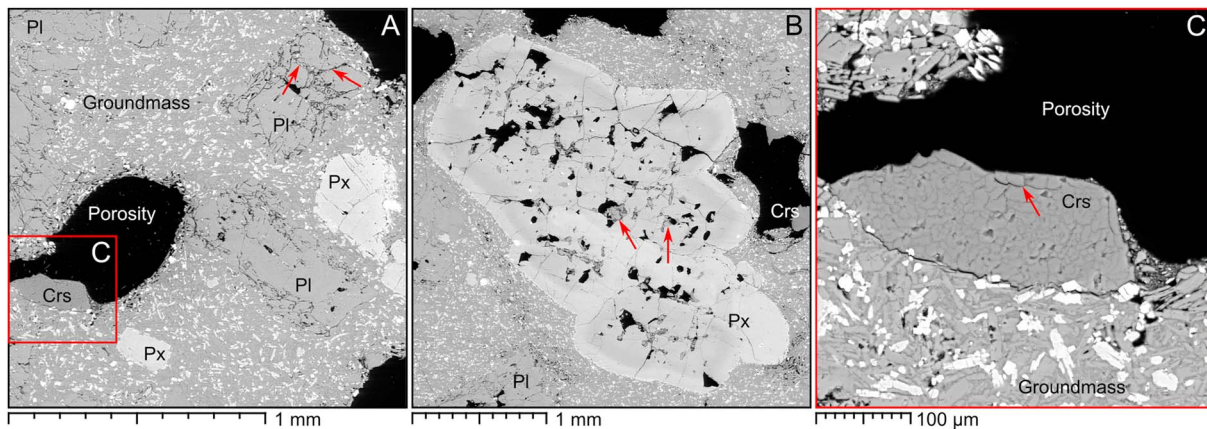 A
Pl
Groundmass
Pl
Px
Porosity
C
Crs
Pl
Px
1 mm
B
Crs
Px
Pl
1 mm
C
Porosity
Crs
Groundmass
100 µm